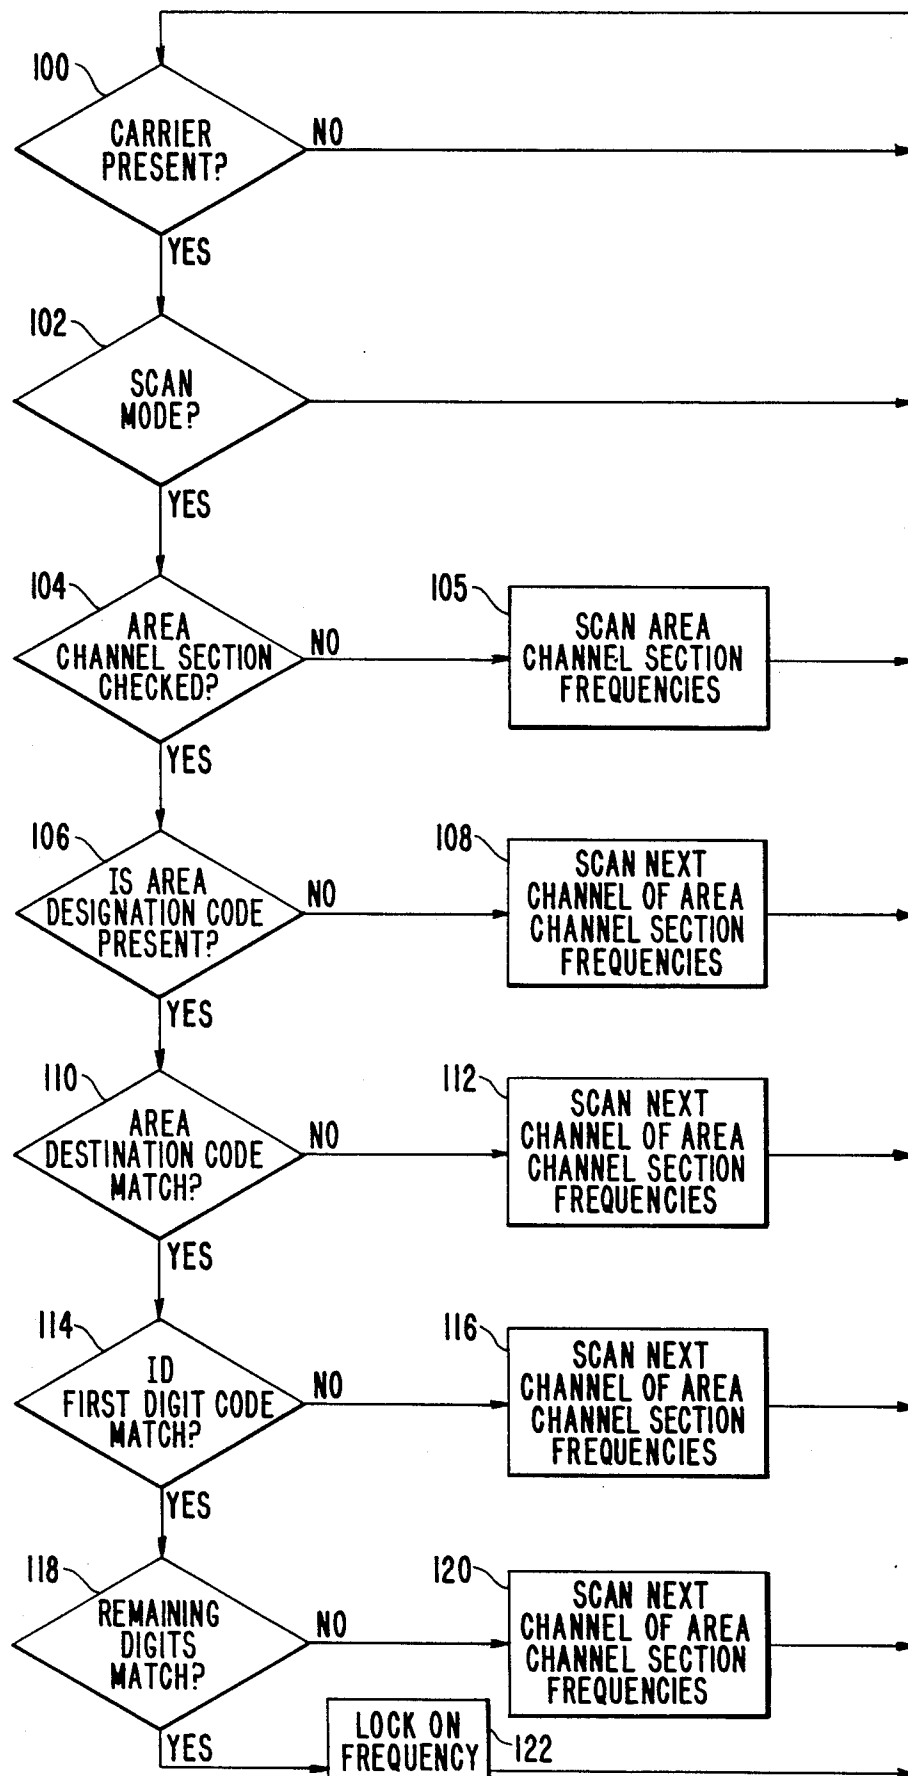 100
CARRIER
PRESENT?
NO
YES
102
SCAN
MODE?
YES
104
AREA
CHANNEL SECTION
CHECKED?
NO
105
SCAN AREA
CHANNEL SECTION
FREQUENCIES
YES
106
IS AREA
DESIGNATION CODE
PRESENT?
NO
108
SCAN NEXT
CHANNEL OF AREA
CHANNEL SECTION
FREQUENCIES
YES
110
AREA
DESTINATION CODE
MATCH?
NO
112
SCAN NEXT
CHANNEL OF AREA
CHANNEL SECTION
FREQUENCIES
YES
114
ID
FIRST DIGIT CODE
MATCH?
NO
116
SCAN NEXT
CHANNEL OF AREA
CHANNEL SECTION
FREQUENCIES
YES
118
REMAINING
DIGITS
MATCH?
NO
120
SCAN NEXT
CHANNEL OF AREA
CHANNEL SECTION
FREQUENCIES
YES
LOCK ON
FREQUENCY
122